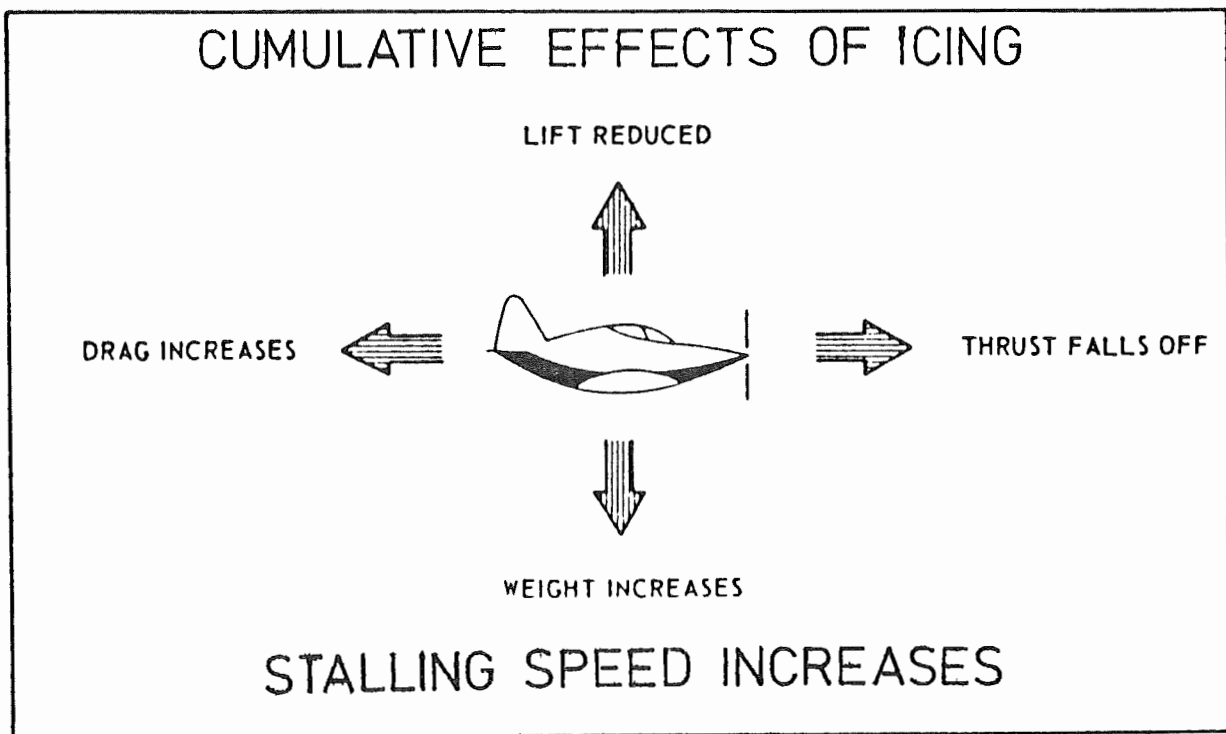 CUMULATIVE EFFECTS OF ICING
LIFT REDUCED
DRAG INCREASES
THRUST FALLS OFF
WEIGHT INCREASES
STALLING SPEED INCREASES